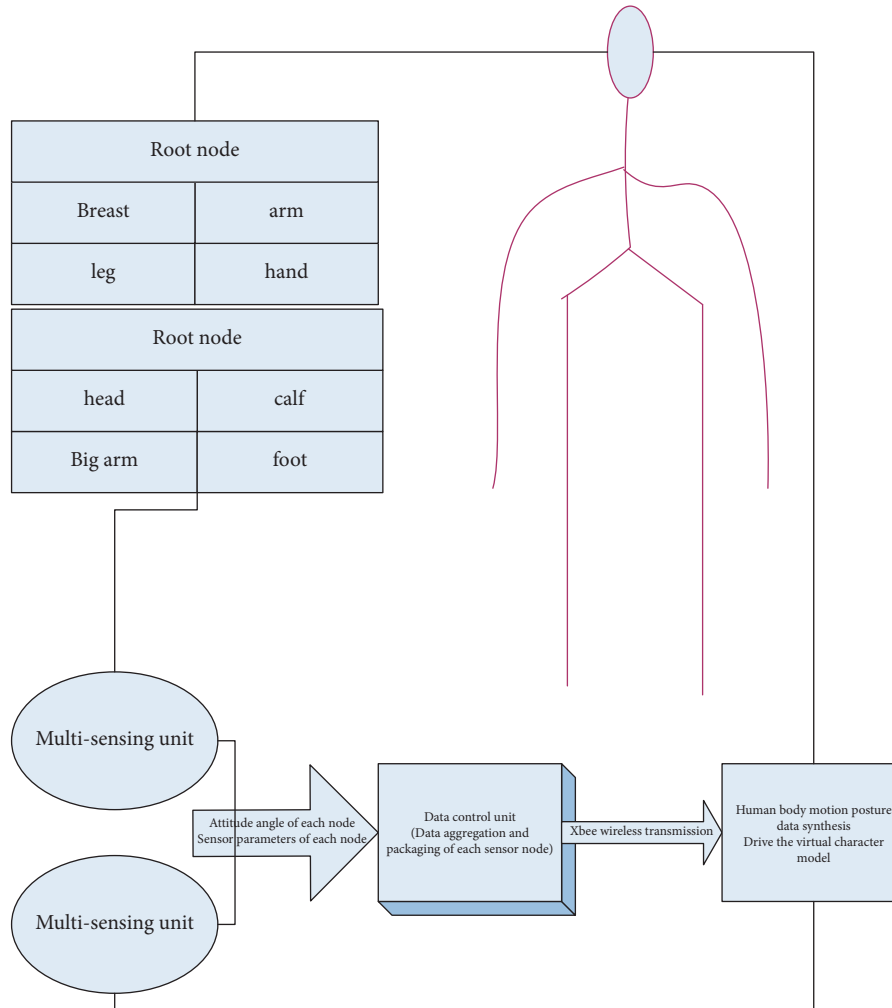 Root node
Breast arm
leg hand
Root node
head calf
Big arm foot
Multi-sensing unit
Attitude angle of each node
Sensor parameters of each node
Data control unit
(Data aggregation and
packaging of each sensor node)
Xbee wireless transmission
Human body motion posture
data synthesis
Drive the virtual character
model
Multi-sensing unit